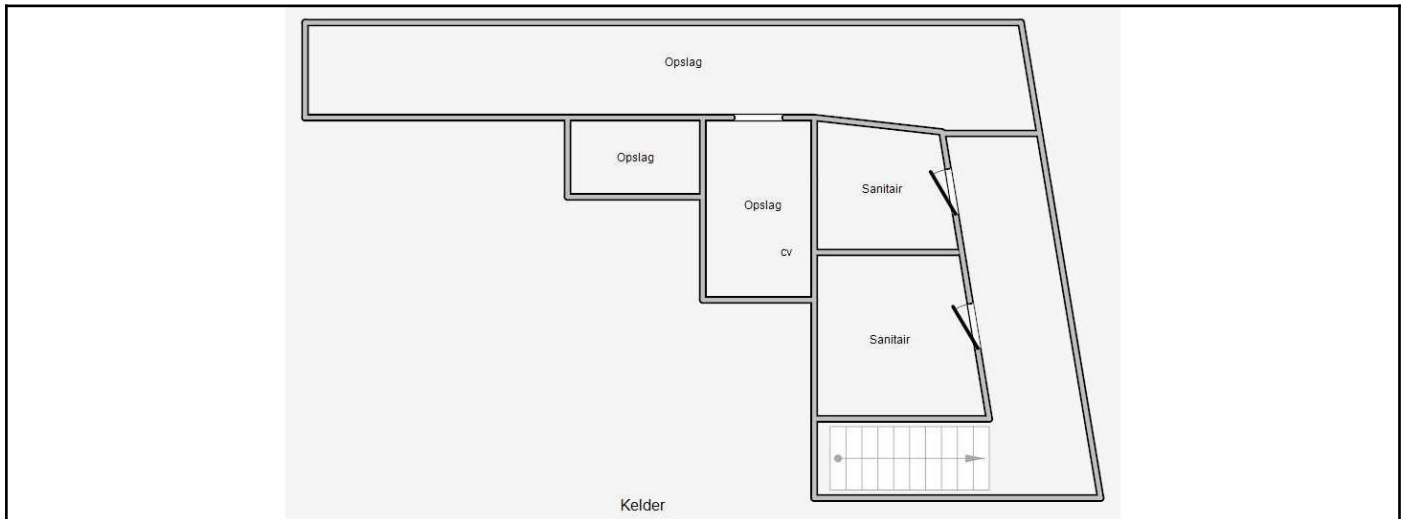 Opslag
Opslag
Sanitair
Opslag
cv
Sanitair
Kelder